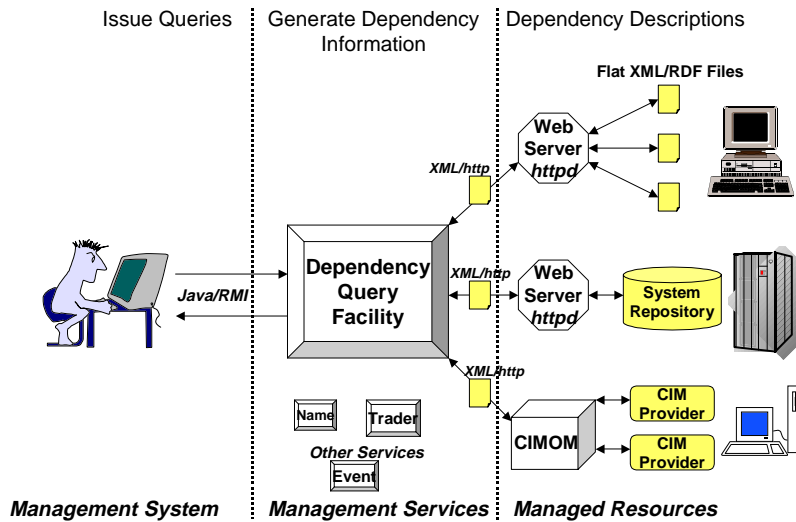 Issue Queries
Generate Dependency
Information
Dependency Descriptions
Flat XML/RDF Files
Web
Server
httpd
XML/http
Dependency
Query
Facility
Java/RMI
XML/http
Web
Server
httpd
System
Repository
XML/http
Name
Trader
Other Services
Event
CIMOM
CIM
Provider
CIM
Provider
Management System
Management Services
Managed Resources